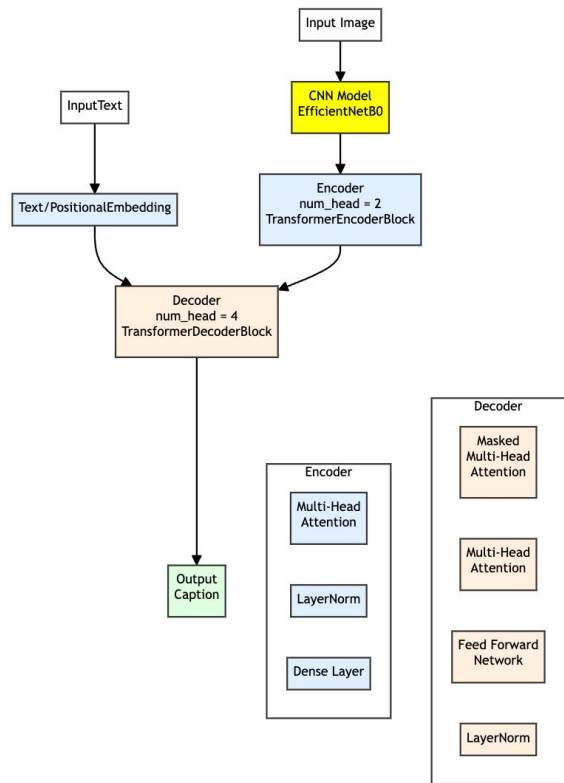 Input Image
CNN Model
EfficientNetB0
InputText
Encoder
num_head = 2
TransformerEncoderBlock
Text/PositionalEmbedding
Decoder
num_head = 4
TransformerDecoderBlock
Output
Caption
Encoder
Multi-Head
Attention
LayerNorm
Dense Layer
Decoder
Masked
Multi-Head
Attention
Multi-Head
Attention
Feed Forward
Network
LayerNorm